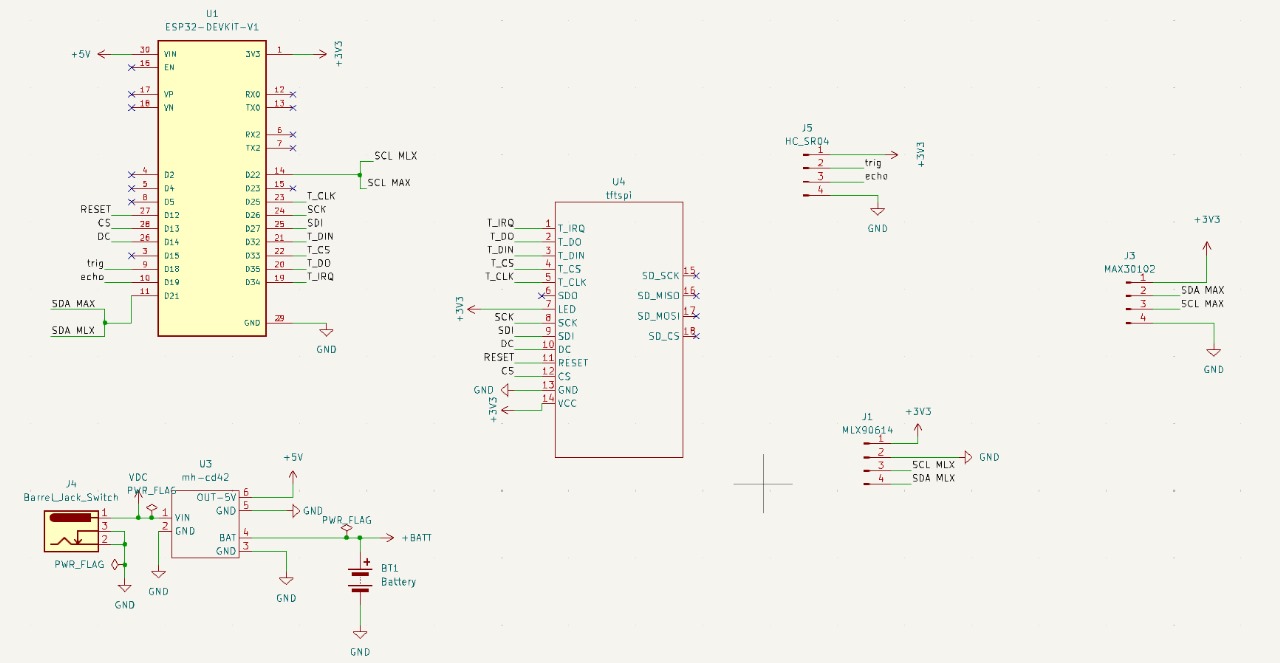 U1
ESP32-DEVKIT-V1
+5V
30 VIN
3V3 1
+3V3
16 EN
17 VP
18 VN
RX0 12
TX0 13
RX2 6
TX2 7
4 D2
5 D4
8 D5
RESET 27 D12
CS 28 D13
DC 26 D14
3 D15
trig 9 D18
echo 10 D19
11 D21
SDA MAX
SDA MLX
D22 14
SCL MLX
SCL MAX
D23 15
D25 23 T_CLK
D26 24 SCK
D27 25 SDI
D32 21 T_DIN
D33 22 T_CS
D35 20 T_DO
D34 19 T_IRQ
GND 29
GND
U4
tftspi
T_IRQ 1 T_IRQ
T_DO 2 T_DO
T_DIN 3 T_DIN
T_CS 4 T_CS
T_CLK 5 T_CLK
6 SDO
+3V3 7 LED
SCK 8 SCK
SDI 9 SDI
DC 10 DC
RESET 11 RESET
CS 12 CS
GND 13 GND
+3V3 14 VCC
SD_SCK 15
SD_MISO 16
SD_MOSI 17
SD_CS 18
J5
HC_SR04
1 +3V3
2 trig
3 echo
4
GND
+3V3
J3
MAX30102
1
2 SDA MAX
3 SCL MAX
4
GND
J1
MLX90614
+3V3
1
2 GND
3 SCL MLX
4 SDA MLX
J4
Barrel_Jack_Switch
1
3
2
VDC
PWR_FLAG
PWR_FLAG
GND
GND
U3
mh-cd42
1 VIN
2 GND
OUT-5V 6
GND 5
BAT 4
GND 3
+5V
GND
PWR_FLAG
+BATT
GND
BT1
Battery
+
GND